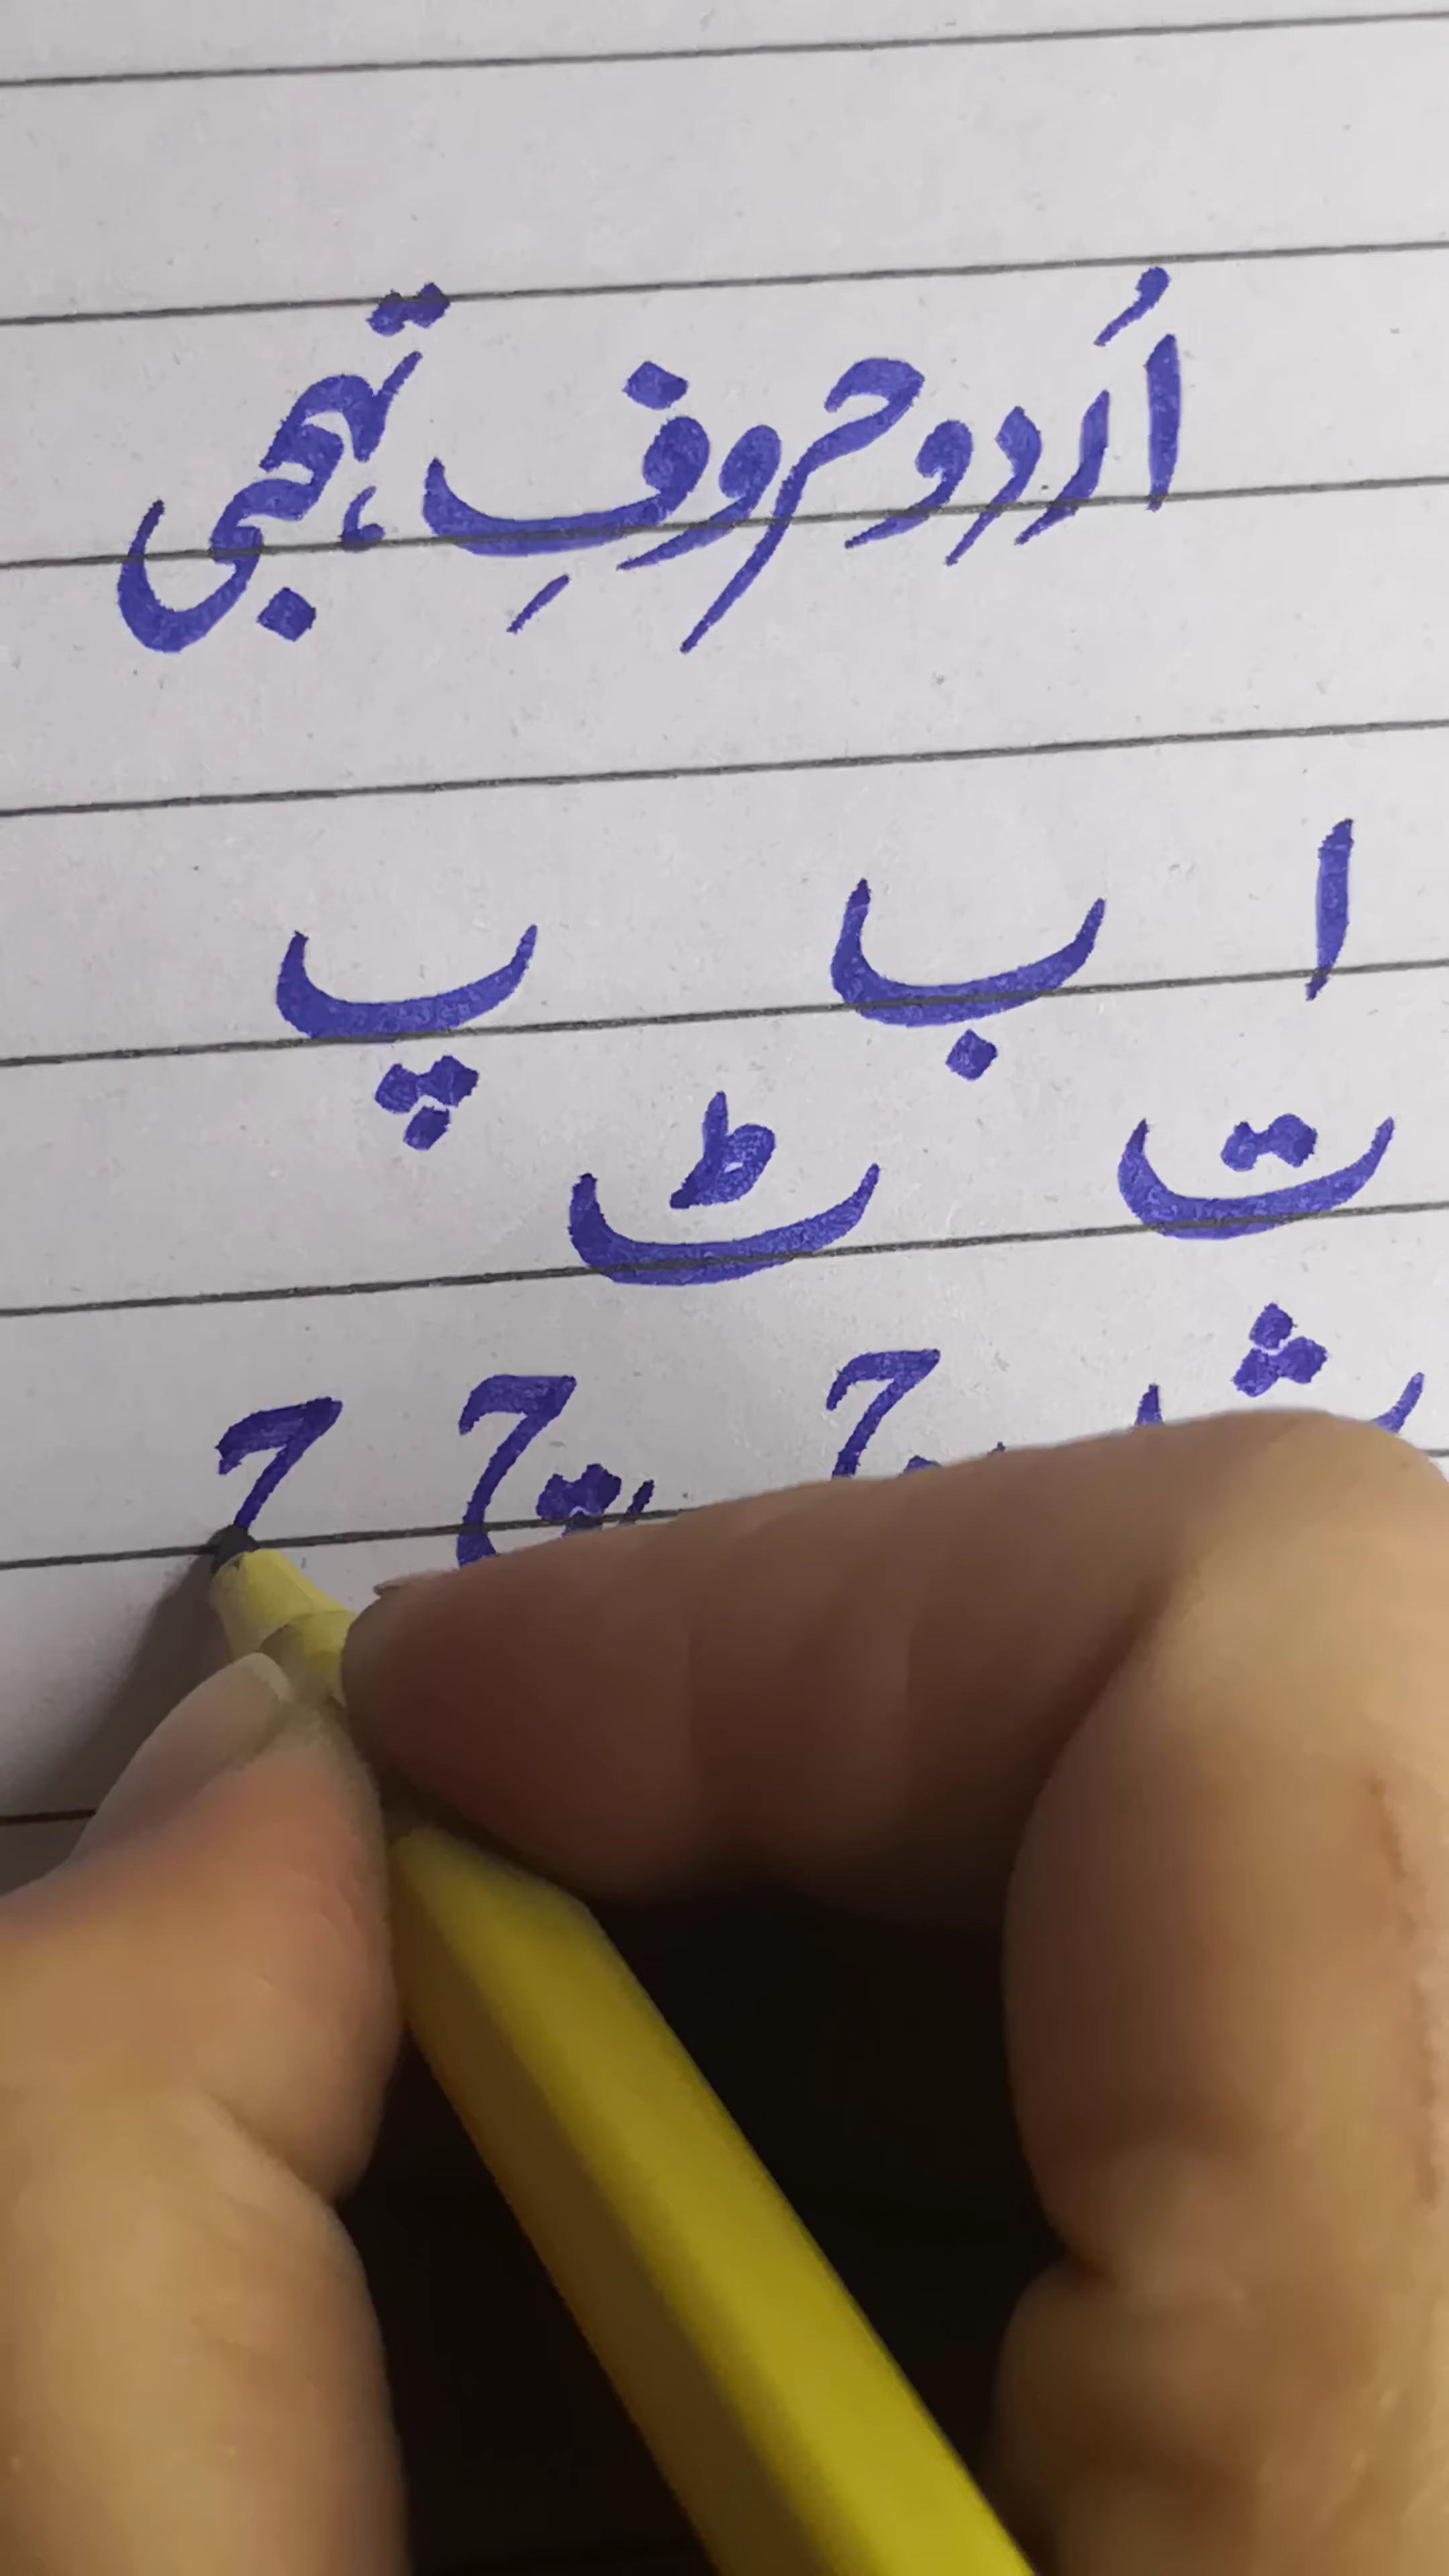 اُردو حروفِ تہجی
ا ب پ
ت ٹ
ث ج چ ح